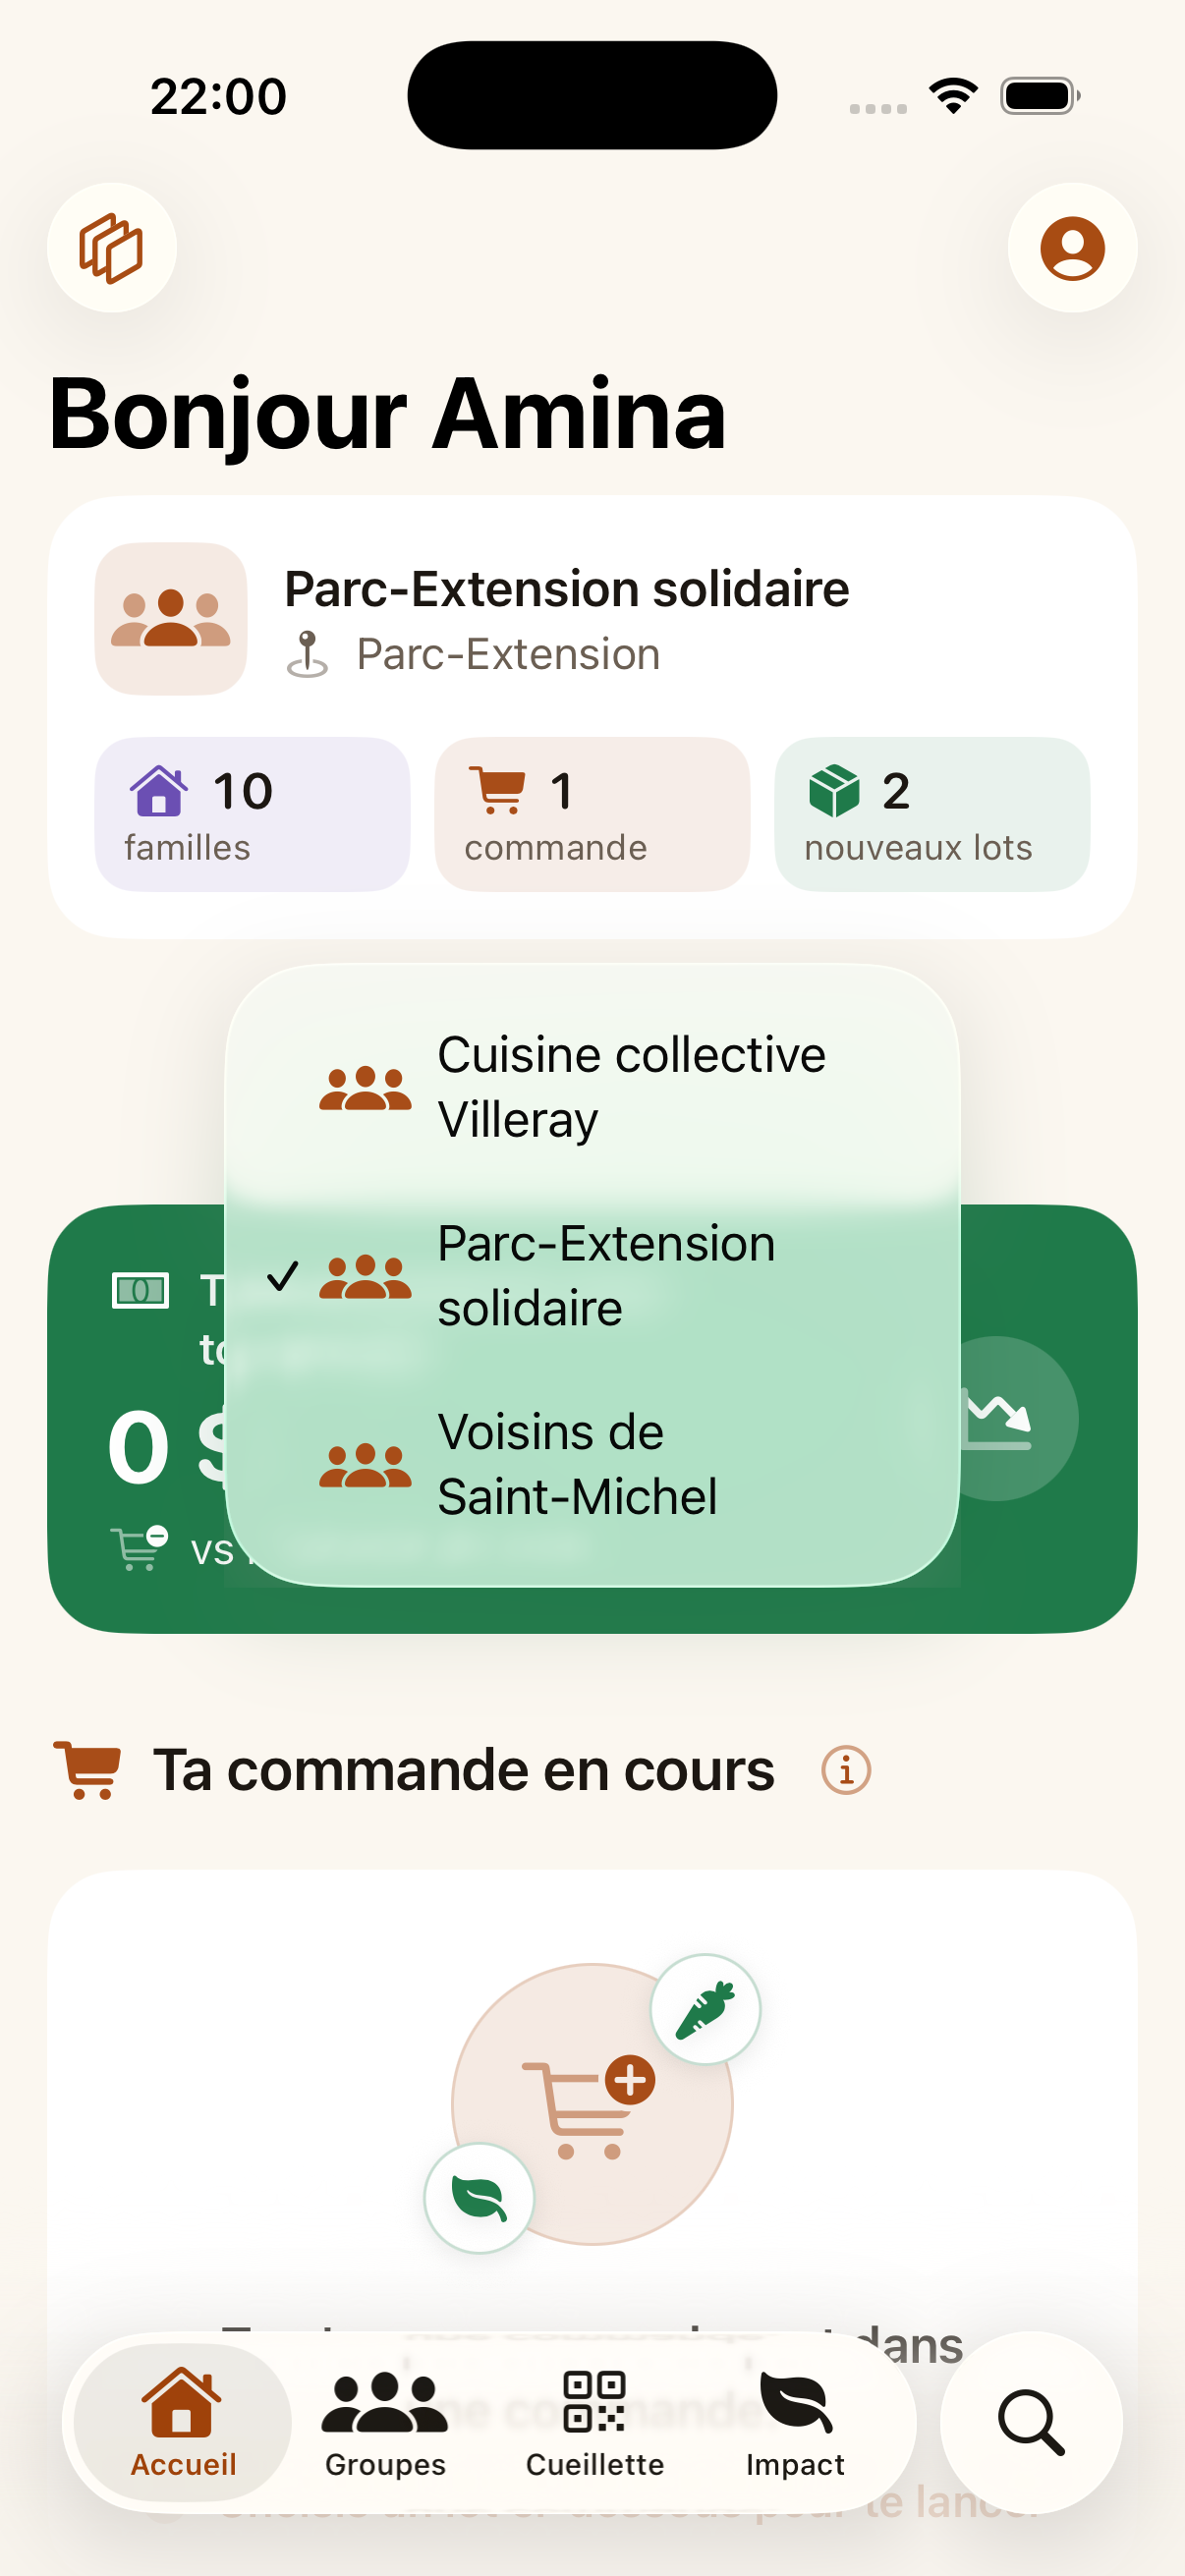 22:00
Bonjour Amina
Parc-Extension solidaire
Parc-Extension
10
familles
1
commande
2
nouveaux lots
Cuisine collective
Villeray
Parc-Extension
solidaire
Voisins de
Saint-Michel
0 $
vs
Ta commande en cours
dans
Accueil
Groupes
Cueillette
Impact